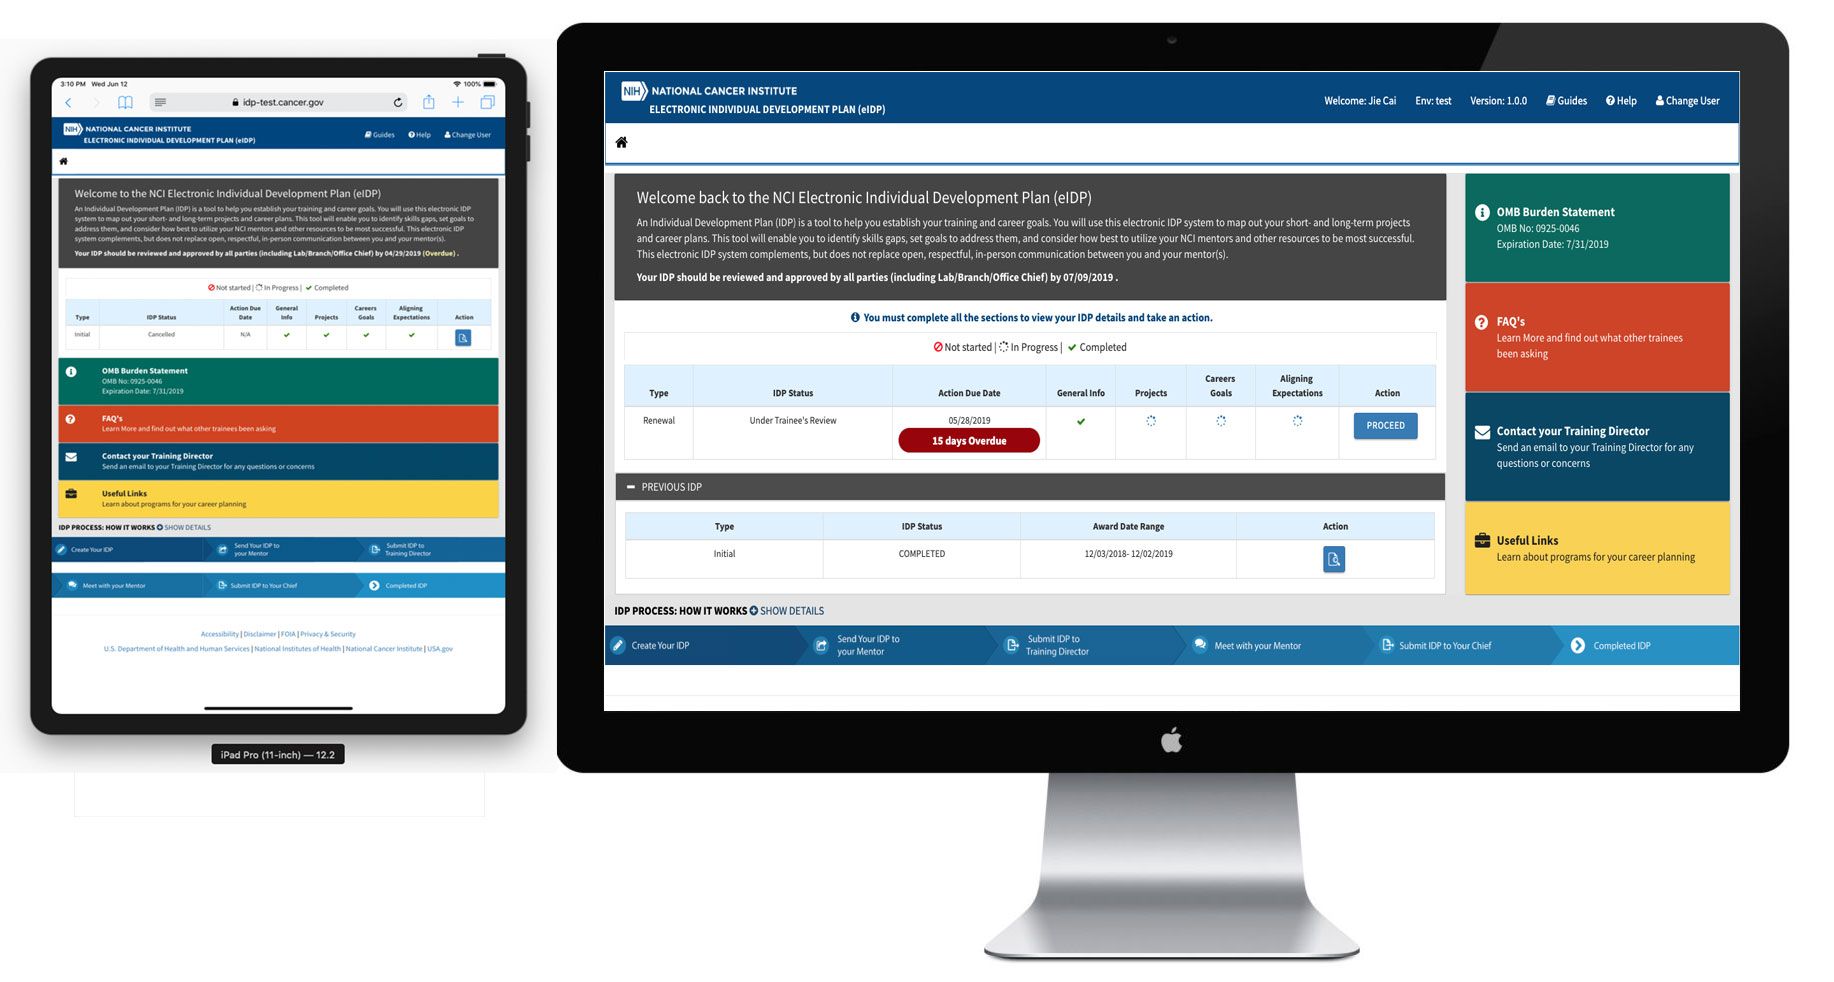 3:10 PM Wed Jun 12
100%
idp-test.cancer.gov
NIH NATIONAL CANCER INSTITUTE
ELECTRONIC INDIVIDUAL DEVELOPMENT PLAN (eIDP)
Guides Help Change User
Welcome to the NCI Electronic Individual Development Plan (eIDP)
An Individual Development Plan (IDP) is a tool to help you establish your training and career goals. You will use this electronic IDP
system to map out your short- and long-term projects and career plans. This tool will enable you to identify skills gaps, set goals to
address them, and consider how best to utilize your NCI mentors and other resources to be most successful. This electronic IDP
system complements, but does not replace open, respectful, in-person communication between you and your mentor(s).
Your IDP should be reviewed and approved by all parties (including Lab/Branch/Office Chief) by 04/29/2019 (Overdue) .
Not started | In Progress | Completed
Type IDP Status Action Due Date General Info Projects Careers Goals Aligning Expectations Action
Initial Cancelled N/A
OMB Burden Statement
OMB No: 0925-0046
Expiration Date: 7/31/2019
FAQ's
Learn More and find out what other trainees been asking
Contact your Training Director
Send an email to your Training Director for any questions or concerns
Useful Links
Learn about programs for your career planning
IDP PROCESS: HOW IT WORKS SHOW DETAILS
Create Your IDP
Send Your IDP to
your Mentor
Submit IDP to
Training Director
Meet with your Mentor
Submit IDP to Your Chief
Completed IDP
Accessibility | Disclaimer | FOIA | Privacy & Security
U.S. Department of Health and Human Services | National Institutes of Health | National Cancer Institute | USA.gov
iPad Pro (11-inch) — 12.2
NIH NATIONAL CANCER INSTITUTE
ELECTRONIC INDIVIDUAL DEVELOPMENT PLAN (eIDP)
Welcome: Jie Cai Env: test Version: 1.0.0 Guides Help Change User
Welcome back to the NCI Electronic Individual Development Plan (eIDP)
An Individual Development Plan (IDP) is a tool to help you establish your training and career goals. You will use this electronic IDP system to map out your short- and long-term projects
and career plans. This tool will enable you to identify skills gaps, set goals to address them, and consider how best to utilize your NCI mentors and other resources to be most successful.
This electronic IDP system complements, but does not replace open, respectful, in-person communication between you and your mentor(s).
Your IDP should be reviewed and approved by all parties (including Lab/Branch/Office Chief) by 07/09/2019 .
You must complete all the sections to view your IDP details and take an action.
Not started | In Progress | Completed
Type IDP Status Action Due Date General Info Projects Careers Goals Aligning Expectations Action
Renewal Under Trainee's Review 05/28/2019 PROCEED
15 days Overdue
PREVIOUS IDP
Type IDP Status Award Date Range Action
Initial COMPLETED 12/03/2018- 12/02/2019
OMB Burden Statement
OMB No: 0925-0046
Expiration Date: 7/31/2019
FAQ's
Learn More and find out what other trainees
been asking
Contact your Training Director
Send an email to your Training Director for any
questions or concerns
Useful Links
Learn about programs for your career planning
IDP PROCESS: HOW IT WORKS SHOW DETAILS
Create Your IDP
Send Your IDP to
your Mentor
Submit IDP to
Training Director
Meet with your Mentor
Submit IDP to Your Chief
Completed IDP